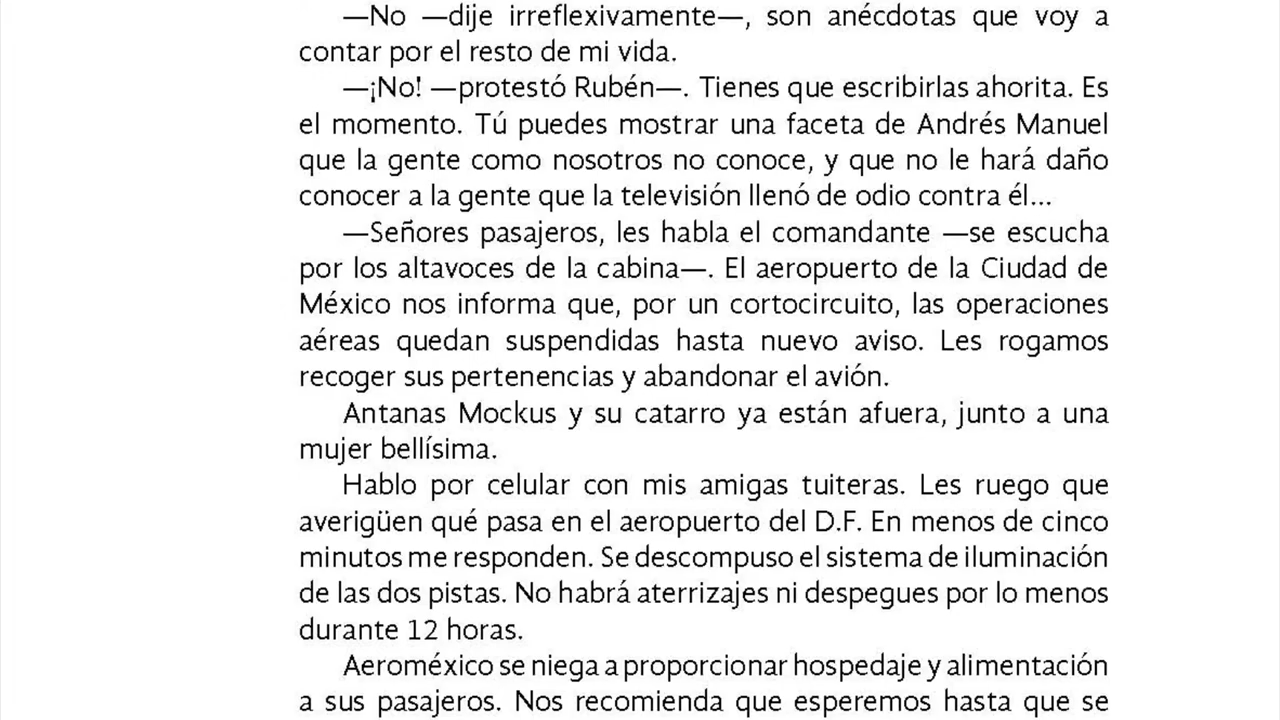 —No —dije irreflexivamente—, son anécdotas que voy a
contar por el resto de mi vida.
—¡No! —protestó Rubén—. Tienes que escribirlas ahorita. Es
el momento. Tú puedes mostrar una faceta de Andrés Manuel
que la gente como nosotros no conoce, y que no le hará daño
conocer a la gente que la televisión llenó de odio contra él...
—Señores pasajeros, les habla el comandante —se escucha
por los altavoces de la cabina—. El aeropuerto de la Ciudad de
México nos informa que, por un cortocircuito, las operaciones
aéreas quedan suspendidas hasta nuevo aviso. Les rogamos
recoger sus pertenencias y abandonar el avión.
Antanas Mockus y su catarro ya están afuera, junto a una
mujer bellísima.
Hablo por celular con mis amigas tuiteras. Les ruego que
averigüen qué pasa en el aeropuerto del D.F. En menos de cinco
minutos me responden. Se descompuso el sistema de iluminación
de las dos pistas. No habrá aterrizajes ni despegues por lo menos
durante 12 horas.
Aeroméxico se niega a proporcionar hospedaje y alimentación
a sus pasajeros. Nos recomienda que esperemos hasta que se